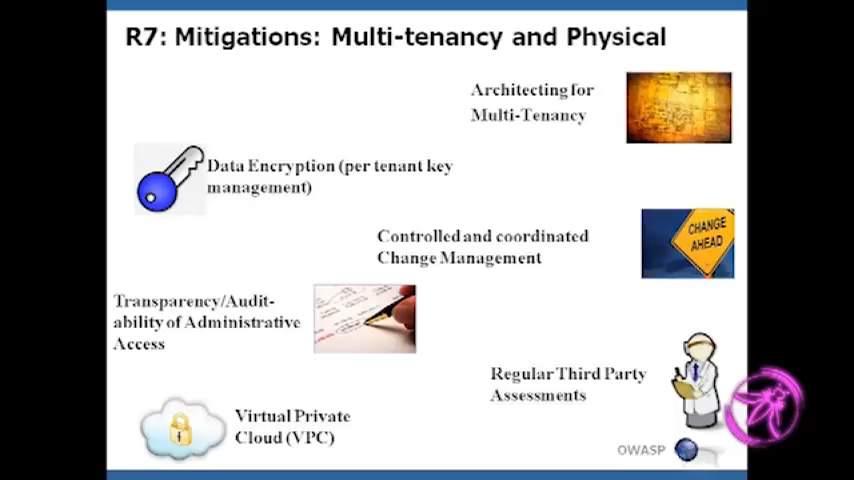 R7: Mitigations: Multi-tenancy and Physical
Architecting for
Multi-Tenancy
Data Encryption (per tenant key
management)
Controlled and coordinated
Change Management
CHANGE
AHEAD
Transparency/Audit-
ability of Administrative
Access
Regular Third Party
Assessments
Virtual Private
Cloud (VPC)
OWASP